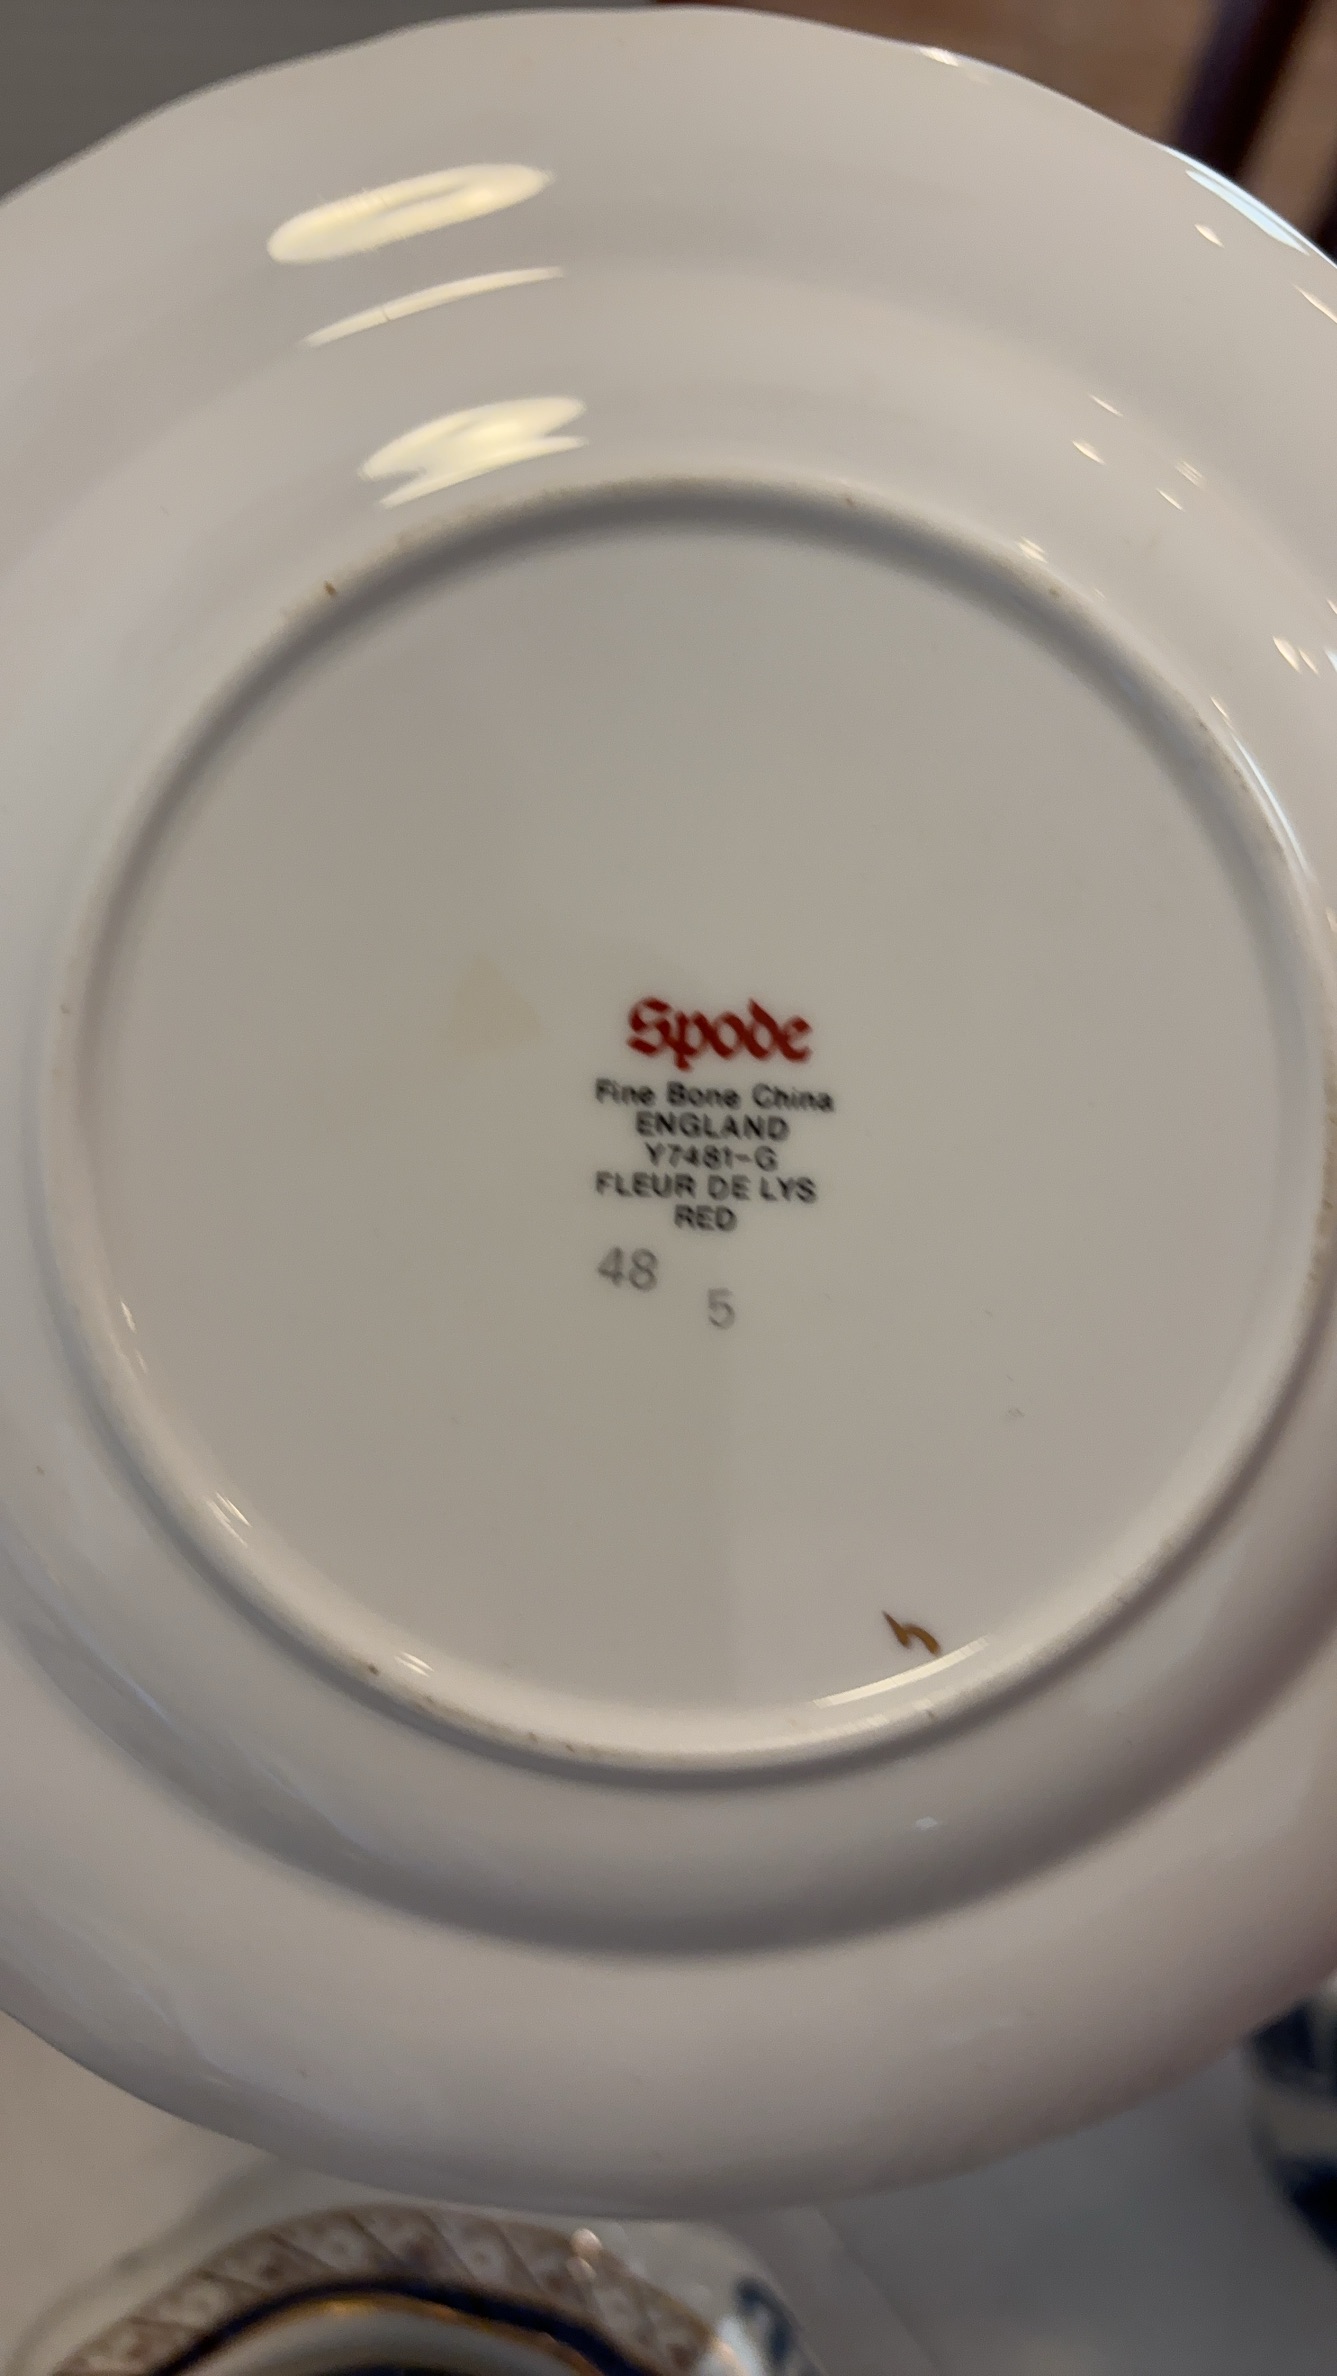 Spode
Fine Bone China
ENGLAND
Y7481-G
FLEUR DE LYS
RED
48
5